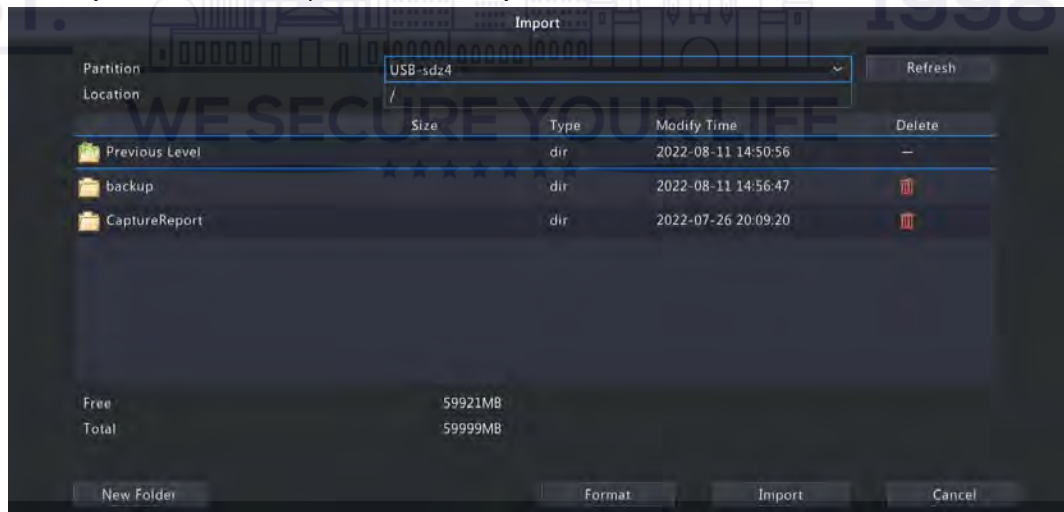 Import
1998
Partition USB-sdz4 Refresh
Location /
WE SECURE YOUR LIFE
Size Type Modify Time Delete
Previous Level dir 2022-08-11 14:50:56 —
backup dir 2022-08-11 14:56:47
CaptureReport dir 2022-07-26 20:09:20
Free 59921MB
Total 59999MB
New Folder Format Import Cancel